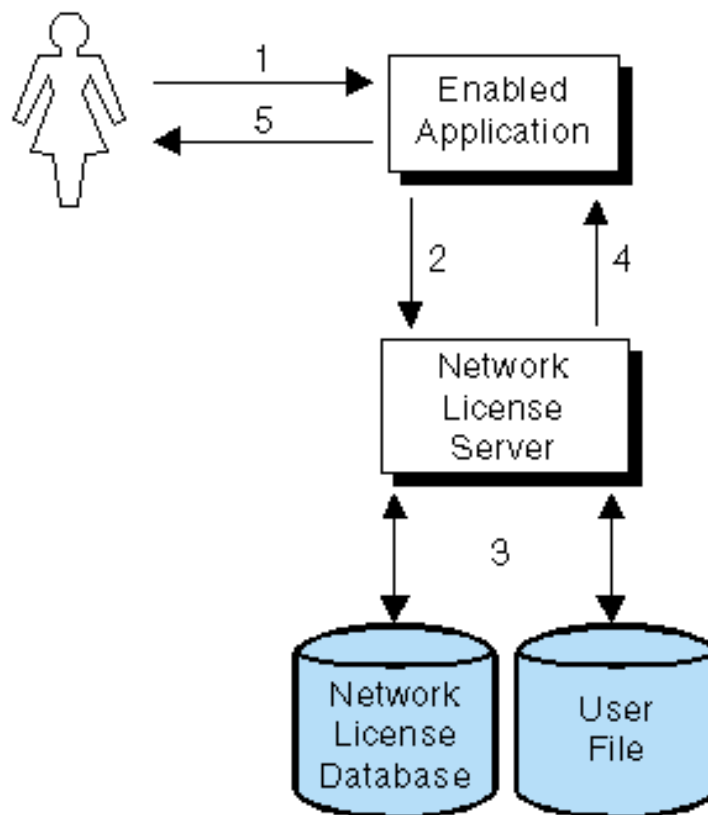 1
5
Enabled
Application
2
4
Network
License
Server
3
Network
License
Database
User
File